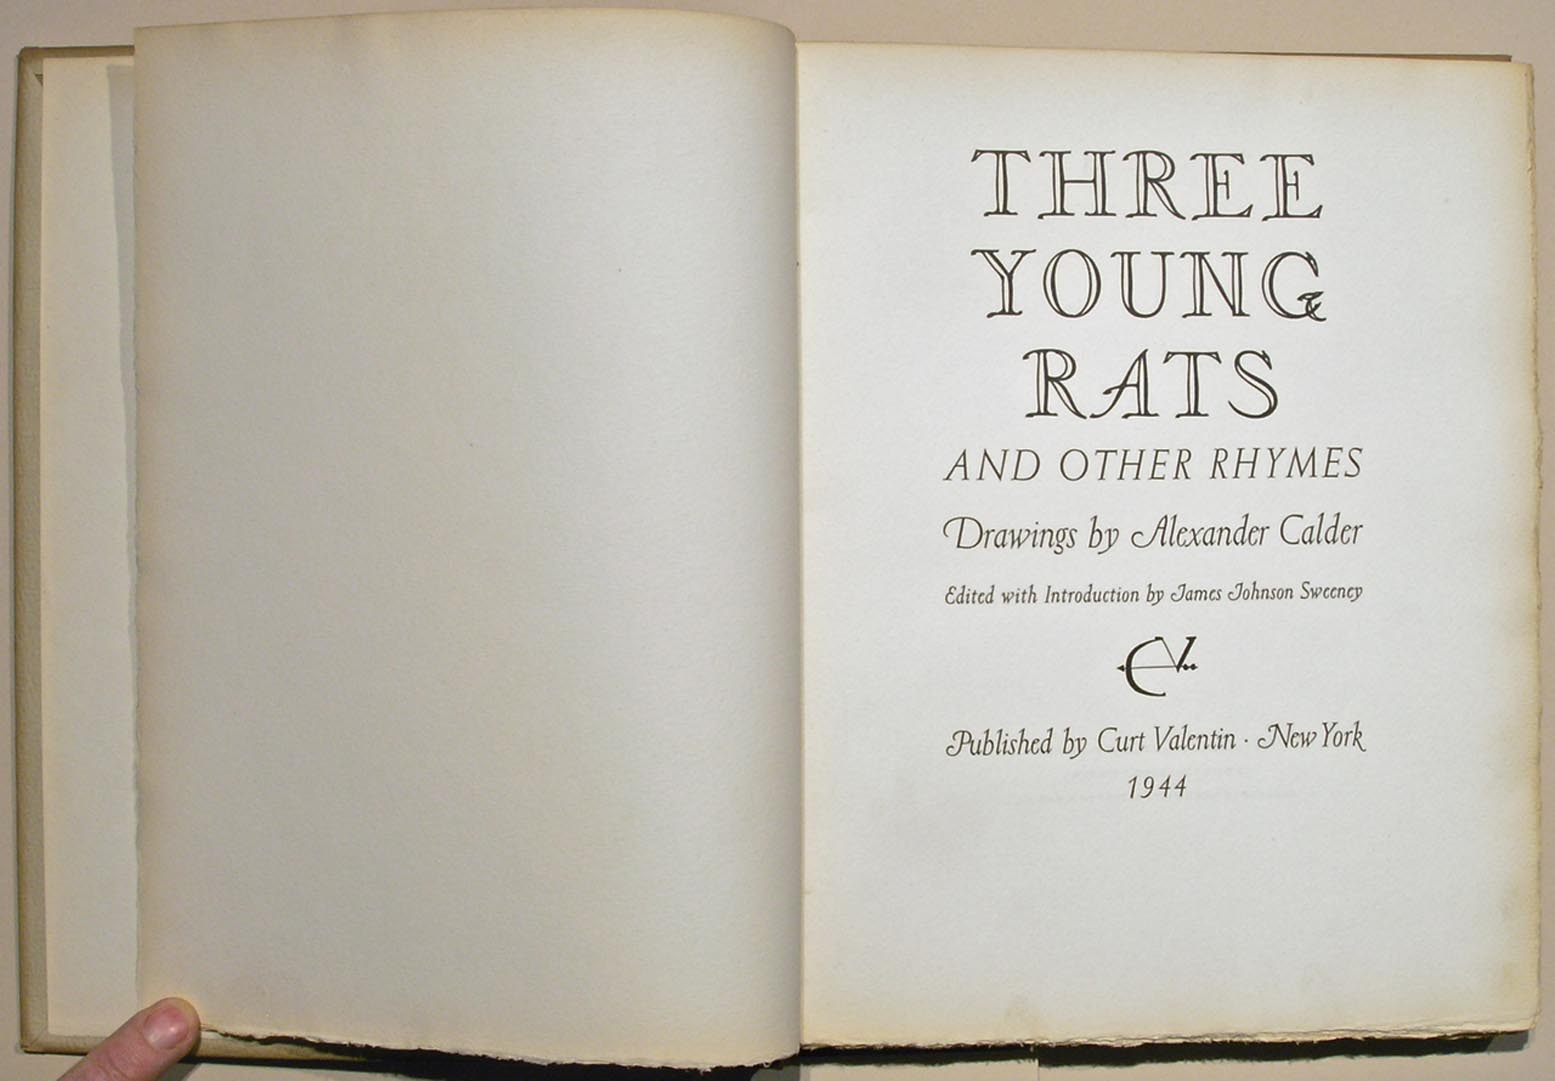 THREE
YOUNG
RATS
AND OTHER RHYMES
Drawings by Alexander Calder
Edited with Introduction by James Johnson Sweeney
CV
Published by Curt Valentin · New York
1944